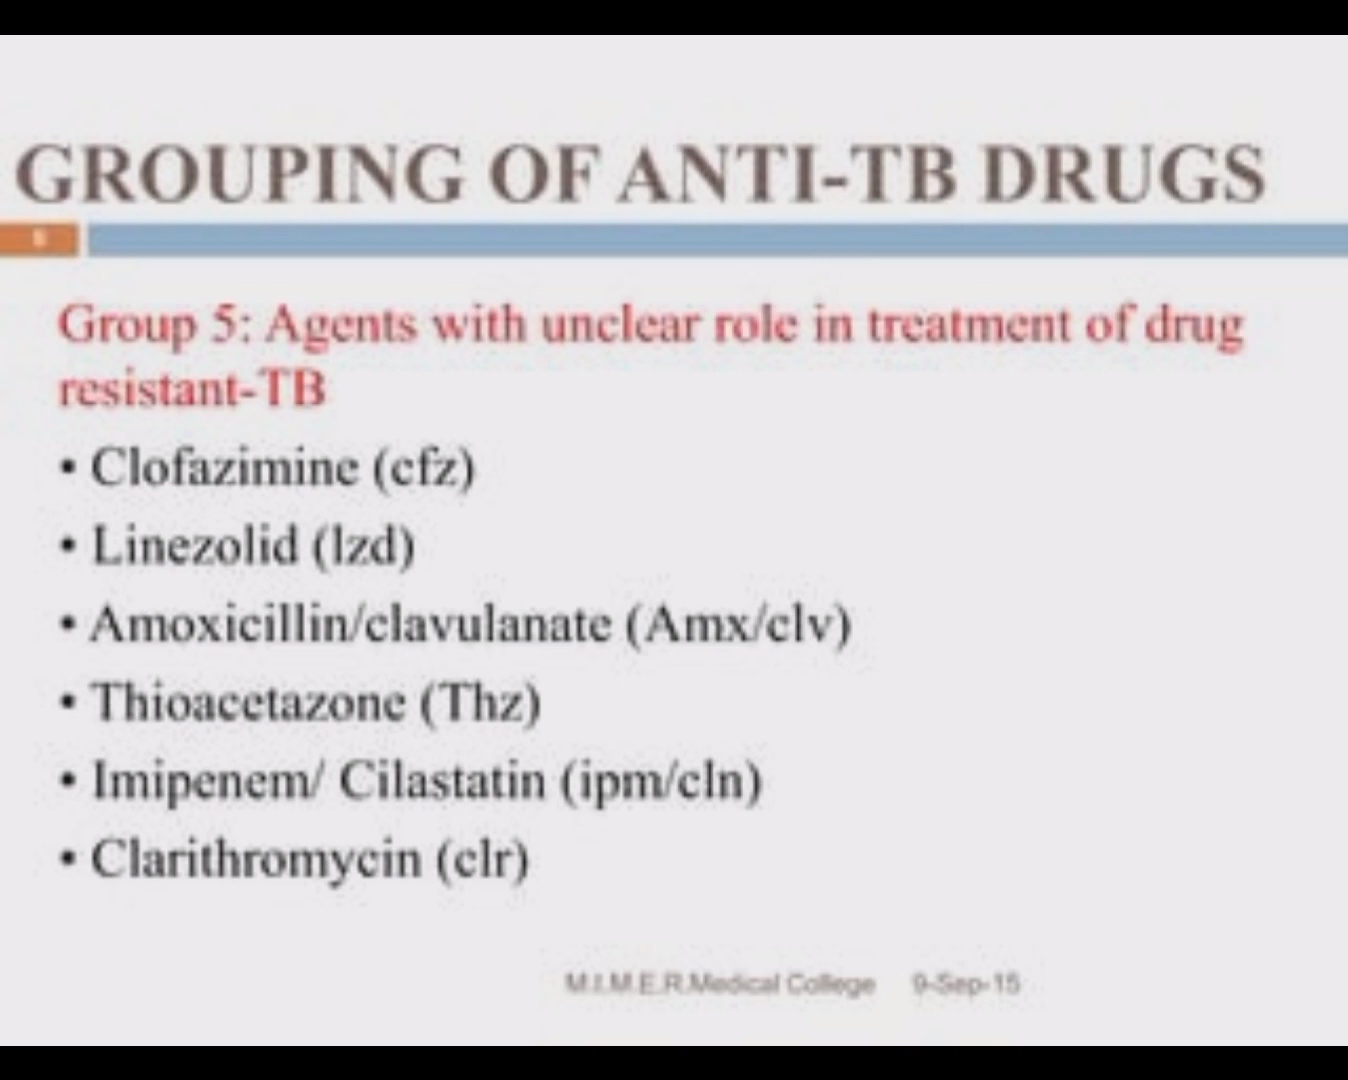 GROUPING OF ANTI-TB DRUGS
Group 5: Agents with unclear role in treatment of drug
resistant-TB
• Clofazimine (cfz)
• Linezolid (lzd)
• Amoxicillin/clavulanate (Amx/clv)
• Thioacetazone (Thz)
• Imipenem/ Cilastatin (ipm/cln)
• Clarithromycin (clr)
M.I.M.E.R.Medical College 9-Sep-15